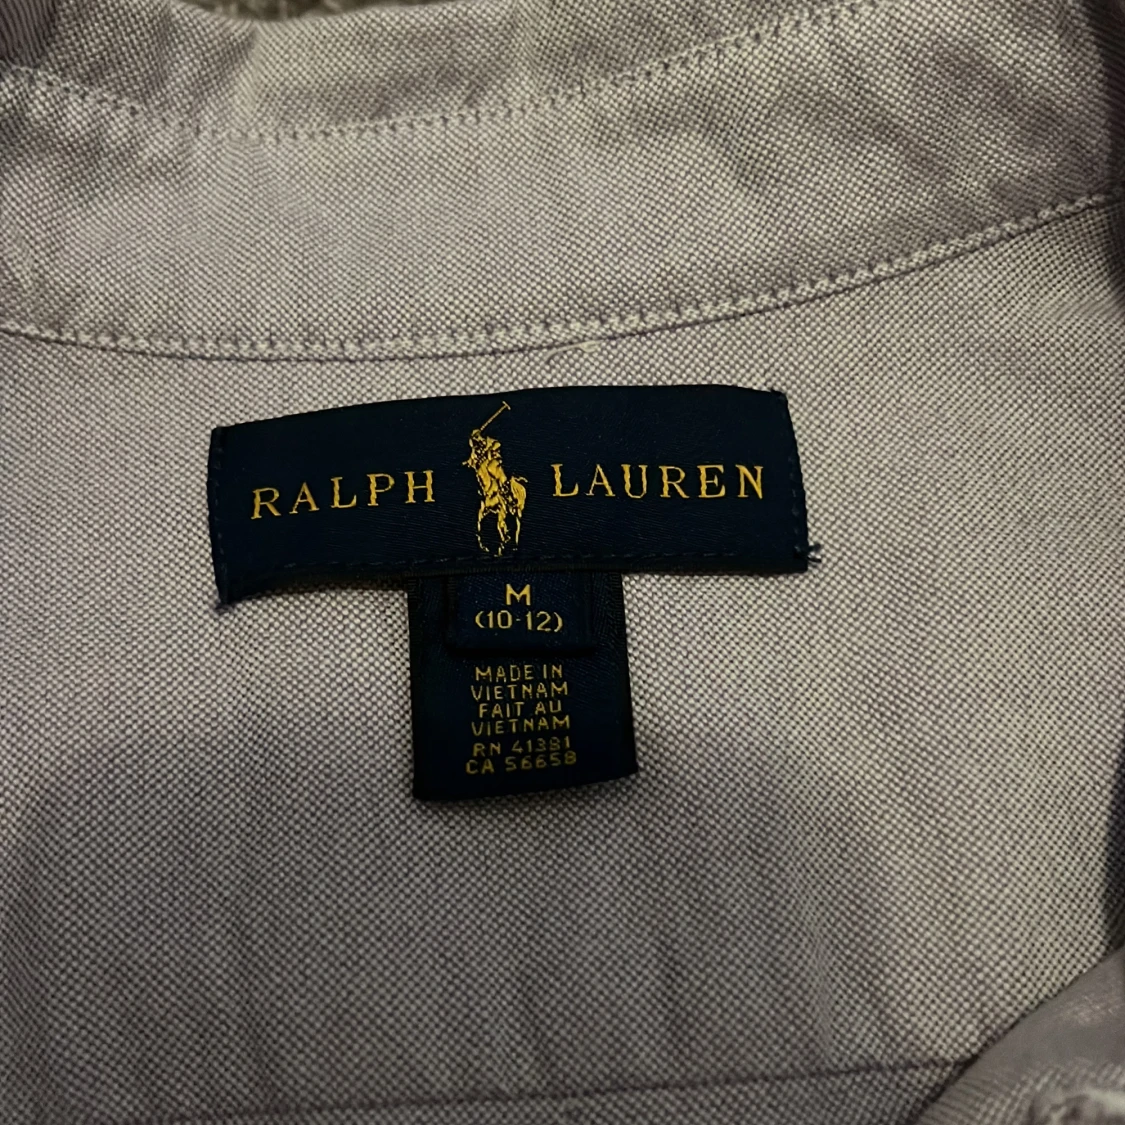 RALPH LAUREN
M
(10-12)
MADE IN
VIETNAM
FAIT AU
VIETNAM
RN 41381
CA 56658